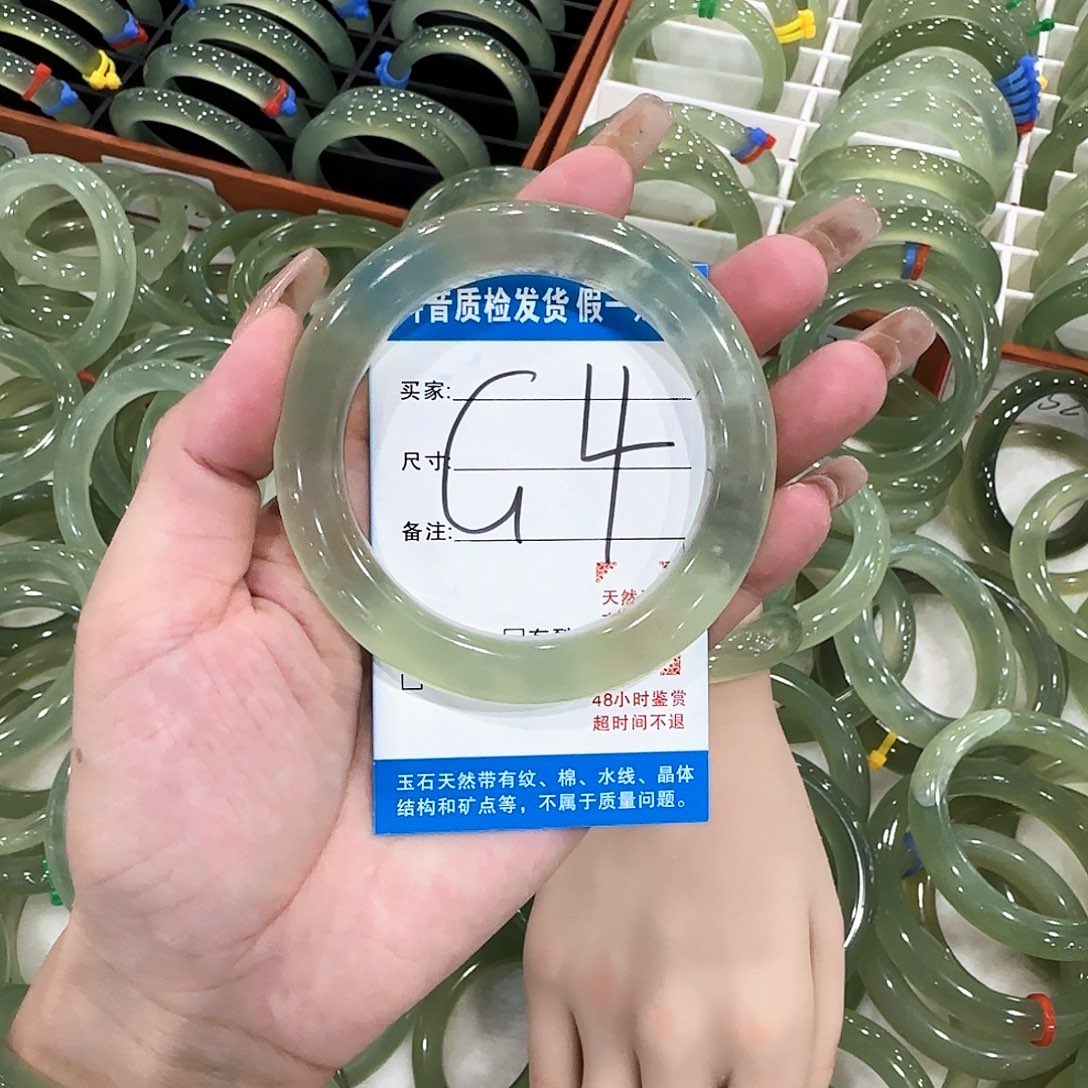 音质检发货 假一
买家:
G4
尺寸:
备注:
天然
48小时鉴赏
超时间不退
玉石天然带有纹、棉、水线、晶体
结构和矿点等，不属于质量问题。